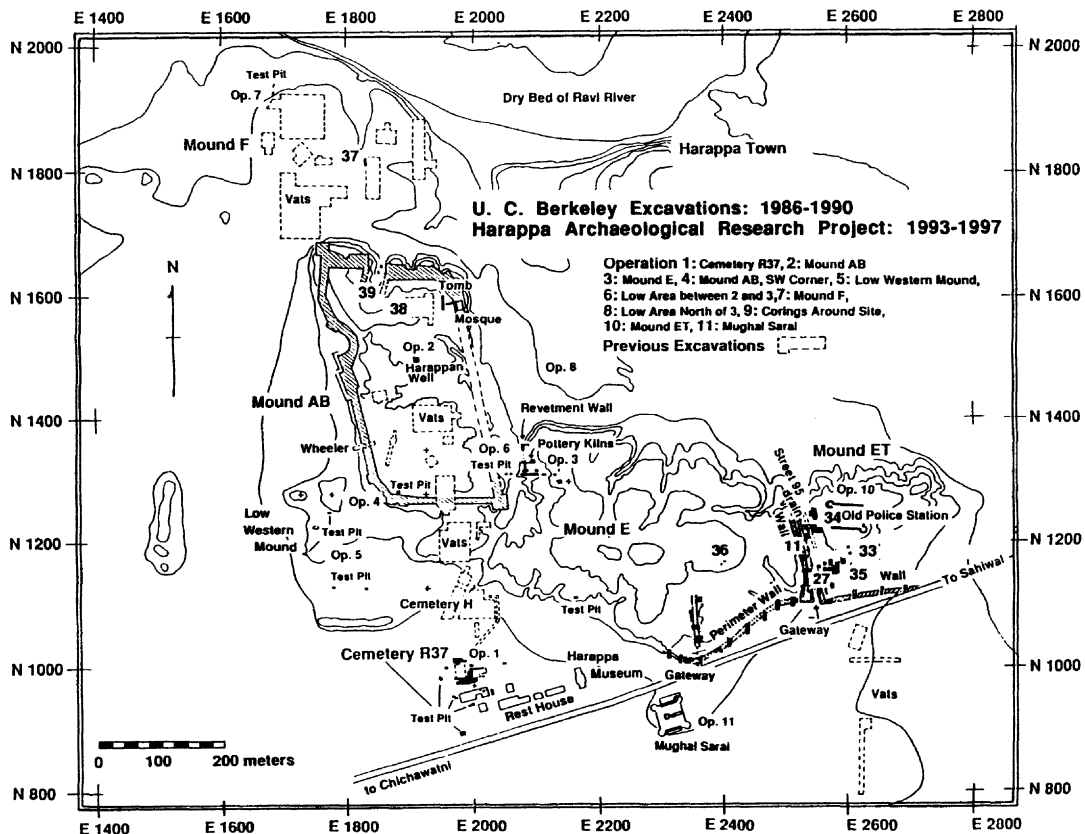 E 1400 E 1600 E 1800 E 2000 E 2200 E 2400 E 2600 E 2800
N 2000
N 2000
Test Pit
Op. 7
Dry Bed of Ravi River
Mound F
37
Harappa Town
N 1800
N 1800
Vats
U. C. Berkeley Excavations: 1986-1990
Harappa Archaeological Research Project: 1993-1997
N
Operation 1: Cemetery R37, 2: Mound AB
3: Mound E, 4: Mound AB, SW Corner, 5: Low Western Mound,
6: Low Area between 2 and 3,7: Mound F,
8: Low Area North of 3, 9: Corings Around Site,
10: Mound ET, 11: Mughal Sarai
Previous Excavations
39
Tomb
N 1600
N 1600
38
Mosque
Op. 2
Harappan
Well
Op. 8
Mound AB
Revetment Wall
N 1400
N 1400
Vats
Wheeler
Op. 6
Pottery Kilns
Test Pit
Op. 3
Mound ET
Street 95
drain
Wall
Test Pit
Op. 4
Op. 10
Low
Western
Mound
Test Pit
Mound E
34
Old Police Station
N 1200
N 1200
Op. 5
Vats
36
11
33
Test Pit
27
35
Wall
To Sahiwal
Cemetery H
Test Pit
Perimeter Wall
Gateway
Cemetery R37
Op. 1
Harappa
Museum
N 1000
N 1000
Gateway
Vats
Rest House
Test Pit
Op. 11
Mughal Sarai
0 100 200 meters
to Chichawatni
N 800
N 800
E 1400 E 1600 E 1800 E 2000 E 2200 E 2400 E 2600 E 2800